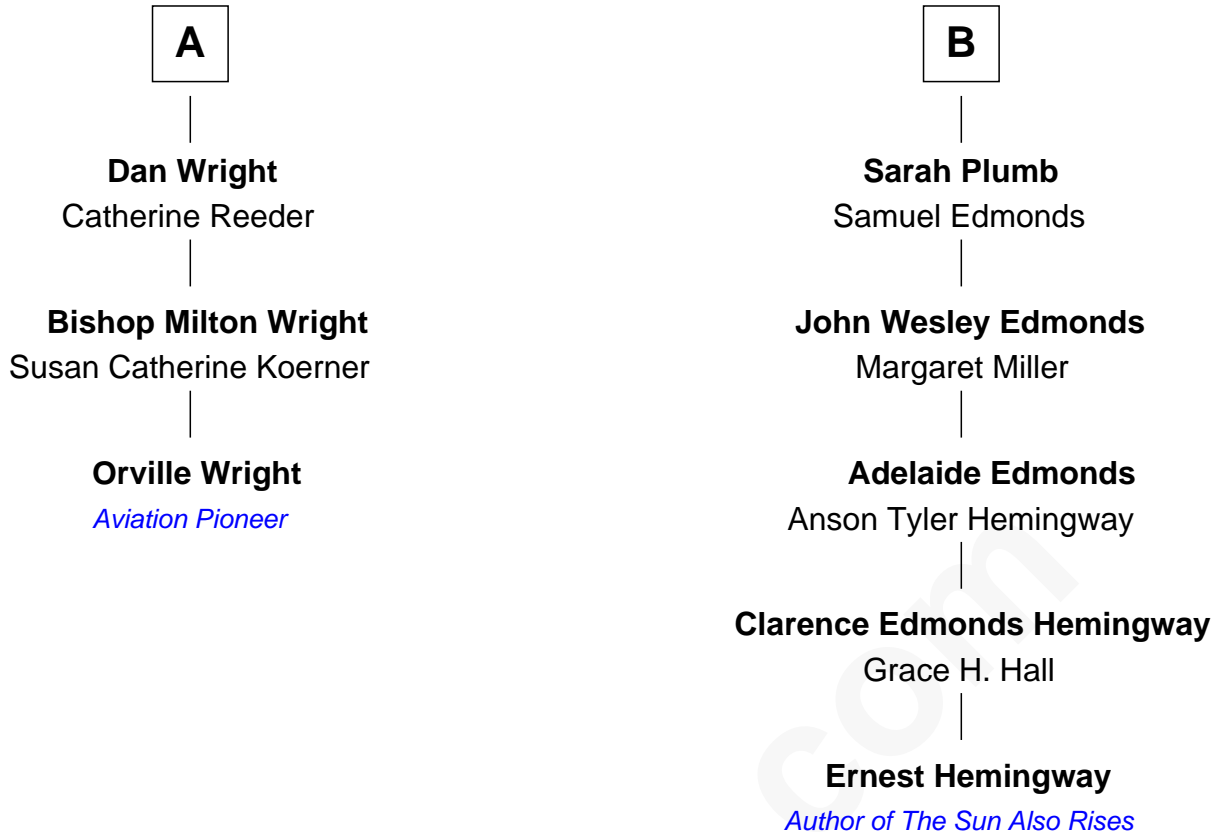 A
Dan Wright
Catherine Reeder
Bishop Milton Wright
Susan Catherine Koerner
Orville Wright
Aviation Pioneer
B
Sarah Plumb
Samuel Edmonds
John Wesley Edmonds
Margaret Miller
Adelaide Edmonds
Anson Tyler Hemingway
Clarence Edmonds Hemingway
Grace H. Hall
Ernest Hemingway
Author of The Sun Also Rises
com